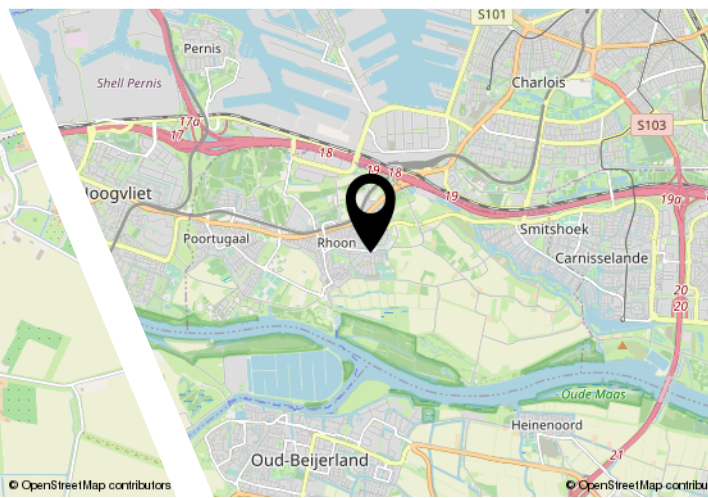 S101
Pernis
Shell Pernis
Charlois
17a
17
S103
18
19
18
19
19a
Hoogvliet
Poortugaal
Rhoon
Smitshoek
Carnisselande
20
20
Oude Maas
Heinenoord
21
Oud-Beijerland
© OpenStreetMap contributors
© OpenStreetMap contribu